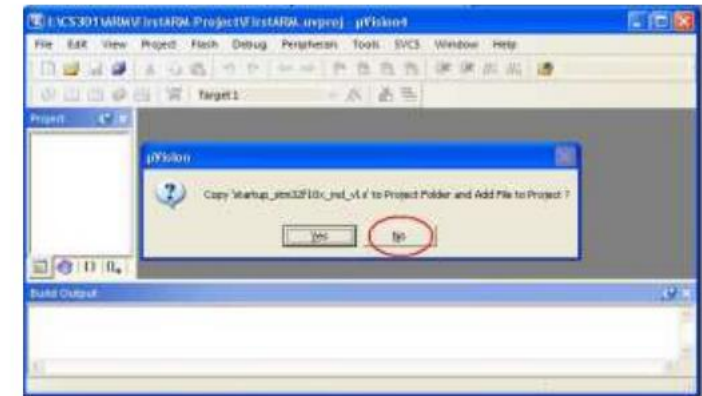 E:\CS301\ARM\FirstARM Project\FirstARM.uvproj - µVision4
File Edit View Project Flash Debug Peripherals Tools SVCS Window Help
Target 1
Project
µVision
Copy 'startup_stm32f10x_md_vl.s' to Project Folder and Add File to Project ?
Yes No
Build Output